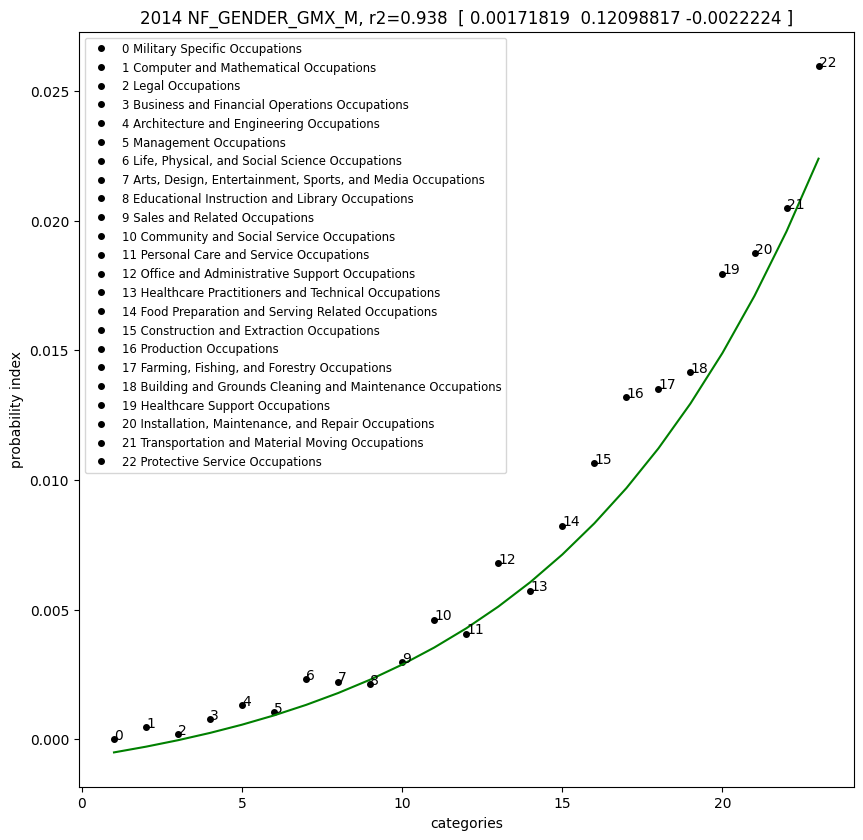 2014 NF_GENDER_GMX_M, r2=0.938  [ 0.00171819  0.12098817 -0.0022224 ]
0 Military Specific Occupations
1 Computer and Mathematical Occupations
2 Legal Occupations
3 Business and Financial Operations Occupations
4 Architecture and Engineering Occupations
5 Management Occupations
6 Life, Physical, and Social Science Occupations
7 Arts, Design, Entertainment, Sports, and Media Occupations
8 Educational Instruction and Library Occupations
9 Sales and Related Occupations
10 Community and Social Service Occupations
11 Personal Care and Service Occupations
12 Office and Administrative Support Occupations
13 Healthcare Practitioners and Technical Occupations
14 Food Preparation and Serving Related Occupations
15 Construction and Extraction Occupations
16 Production Occupations
17 Farming, Fishing, and Forestry Occupations
18 Building and Grounds Cleaning and Maintenance Occupations
19 Healthcare Support Occupations
20 Installation, Maintenance, and Repair Occupations
21 Transportation and Material Moving Occupations
22 Protective Service Occupations
probability index
0.025
0.020
0.015
0.010
0.005
0.000
0
1
2
3
4
5
6
7
8
9
10
11
12
13
14
15
16
17
18
19
20
21
22
0
5
10
15
20
categories